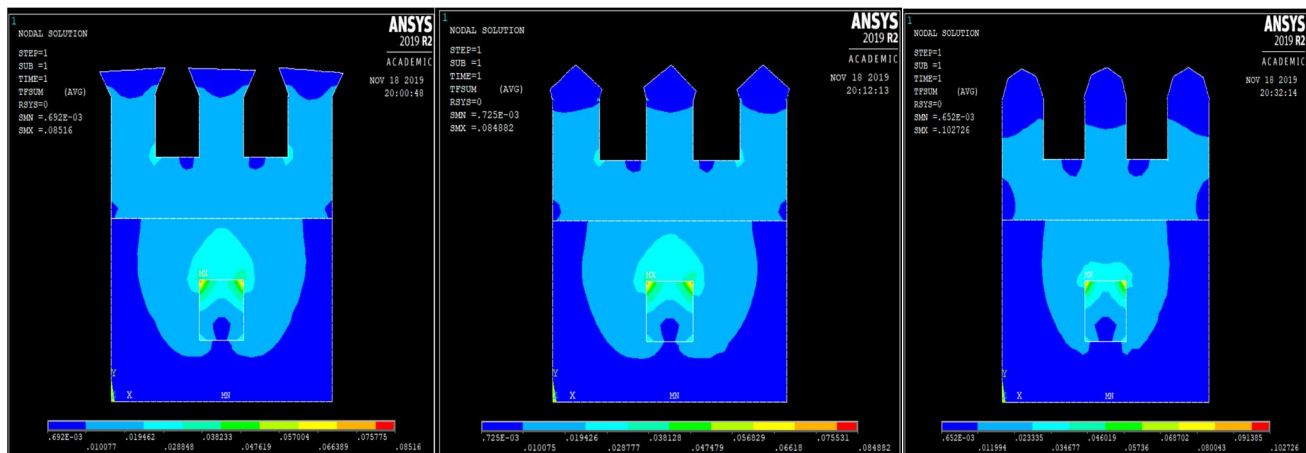 1
NODAL SOLUTION
STEP=1
SUB =1
TIME=1
TFSUM (AVG)
RSYS=0
SMN =.692E-03
SMX =.08516
ANSYS
2019 R2
ACADEMIC
NOV 18 2019
20:00:48
MX
Y
X
MN
.692E-03 .019462 .038233 .057004 .075775
.010077 .028848 .047619 .066389 .08516
1
NODAL SOLUTION
STEP=1
SUB =1
TIME=1
TFSUM (AVG)
RSYS=0
SMN =.725E-03
SMX =.084882
ANSYS
2019 R2
ACADEMIC
NOV 18 2019
20:12:13
MX
Y
X
MN
.725E-03 .019426 .038128 .056829 .075531
.010075 .028777 .047479 .06618 .084882
1
NODAL SOLUTION
STEP=1
SUB =1
TIME=1
TFSUM (AVG)
RSYS=0
SMN =.652E-03
SMX =.102726
ANSYS
2019 R2
ACADEMIC
NOV 18 2019
20:32:14
MX
Y
X
MN
.652E-03 .023335 .046019 .068702 .091385
.011994 .034677 .05736 .080043 .102726